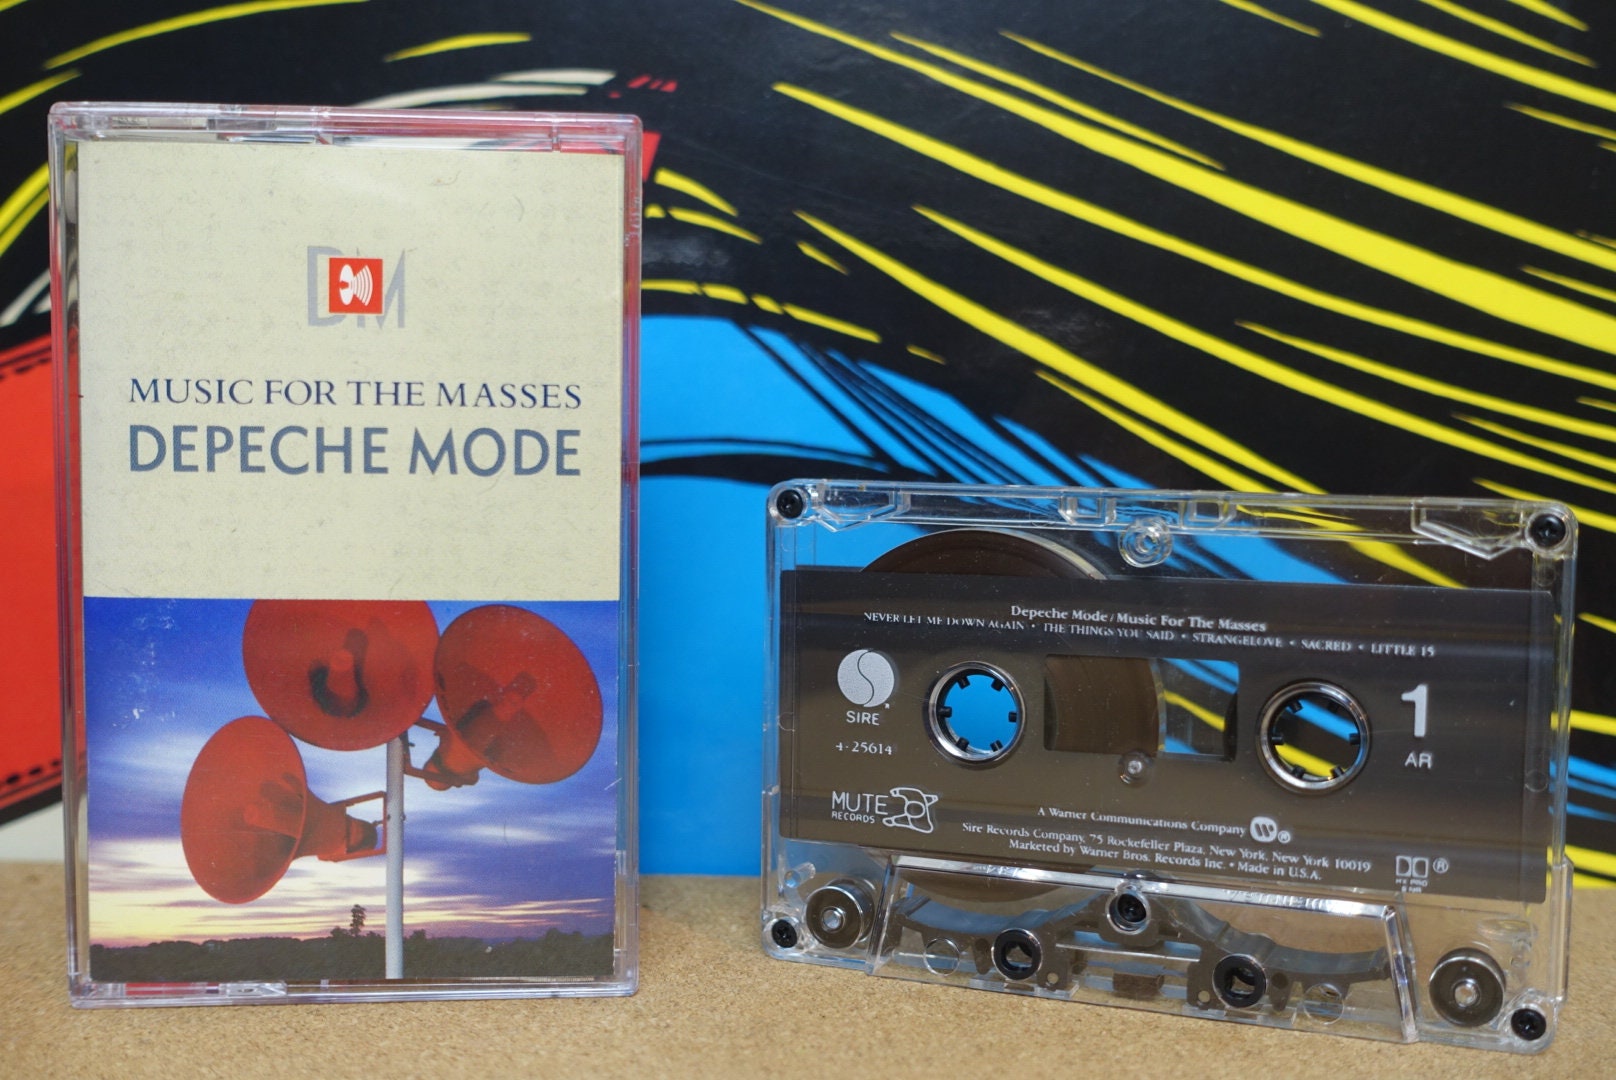 DM
MUSIC FOR THE MASSES
DEPECHE MODE
Depeche Mode / Music For The Masses
NEVER LET ME DOWN AGAIN • THE THINGS YOU SAID • STRANGELOVE • SACRED • LITTLE 15
SIRE
4-25614
1
AR
MUTE
RECORDS
A Warner Communications Company
Sire Records Company, 75 Rockefeller Plaza, New York, New York 10019
Marketed by Warner Bros. Records Inc. • Made in U.S.A.
®
®